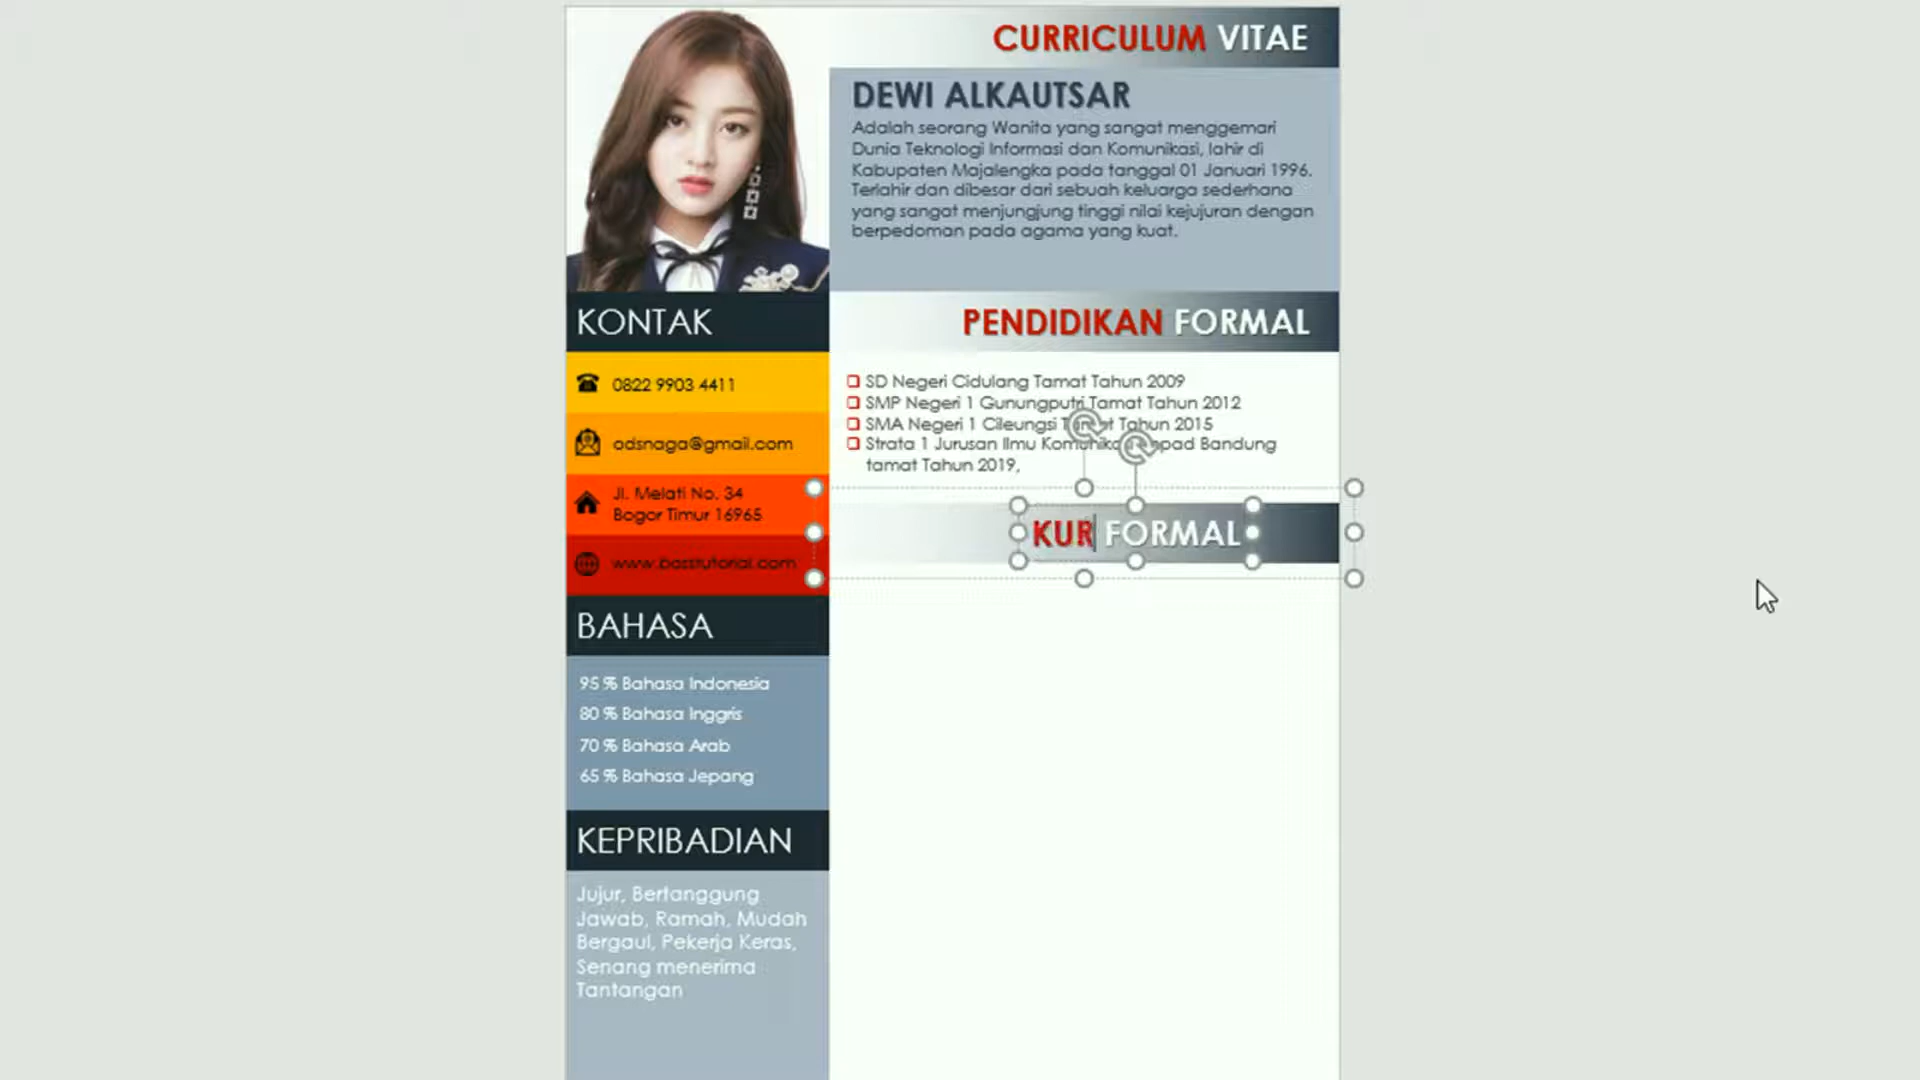 CURRICULUM VITAE
DEWI ALKAUTSAR
Adalah seorang Wanita yang sangat menggemari
Dunia Teknologi Informasi dan Komunikasi, lahir di
Kabupaten Majalengka pada tanggal 01 Januari 1996.
Terlahir dan dibesar dari sebuah keluarga sederhana
yang sangat menjungjung tinggi nilai kejujuran dengan
berpedoman pada agama yang kuat.
KONTAK
0822 9903 4411
adsnaga@gmail.com
Jl. Melati No. 34
Bogor Timur 16965
www.basstutorial.com
BAHASA
95 % Bahasa Indonesia
80 % Bahasa Inggris
70 % Bahasa Arab
65 % Bahasa Jepang
KEPRIBADIAN
Jujur, Bertanggung
Jawab, Ramah, Mudah
Bergaul, Pekerja Keras,
Senang menerima
Tantangan
PENDIDIKAN FORMAL
SD Negeri Cidulang Tamat Tahun 2009
SMP Negeri 1 Gunungputri Tamat Tahun 2012
SMA Negeri 1 Cileungsi Tamat Tahun 2015
Strata 1 Jurusan Ilmu Bandung
tamat Tahun 2019,
KUR FORMAL